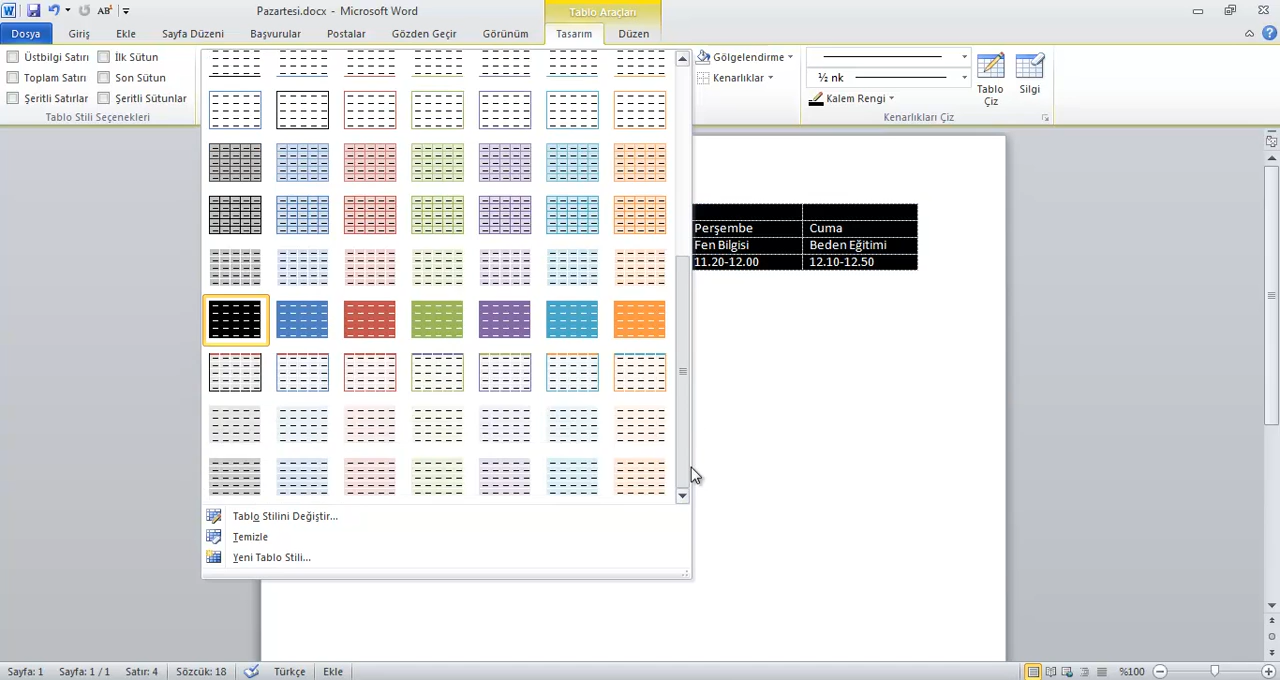 Pazartesi.docx - Microsoft Word
Tablo Araçları
Dosya Giriş Ekle Sayfa Düzeni Başvurular Postalar Gözden Geçir Görünüm Tasarım Düzen
Üstbilgi Satırı İlk Sütun
Toplam Satırı Son Sütun
Şeritli Satırlar Şeritli Sütunlar
Tablo Stili Seçenekleri
Gölgelendirme
Kenarlıklar
½ nk
Kalem Rengi
Tablo Çiz
Silgi
Kenarlıkları Çiz
Perşembe Cuma
Fen Bilgisi Beden Eğitimi
11.20-12.00 12.10-12.50
Tablo Stilini Değiştir...
Temizle
Yeni Tablo Stili...
Sayfa: 1 Sayfa: 1 / 1 Satır: 4 Sözcük: 18 Türkçe Ekle %100